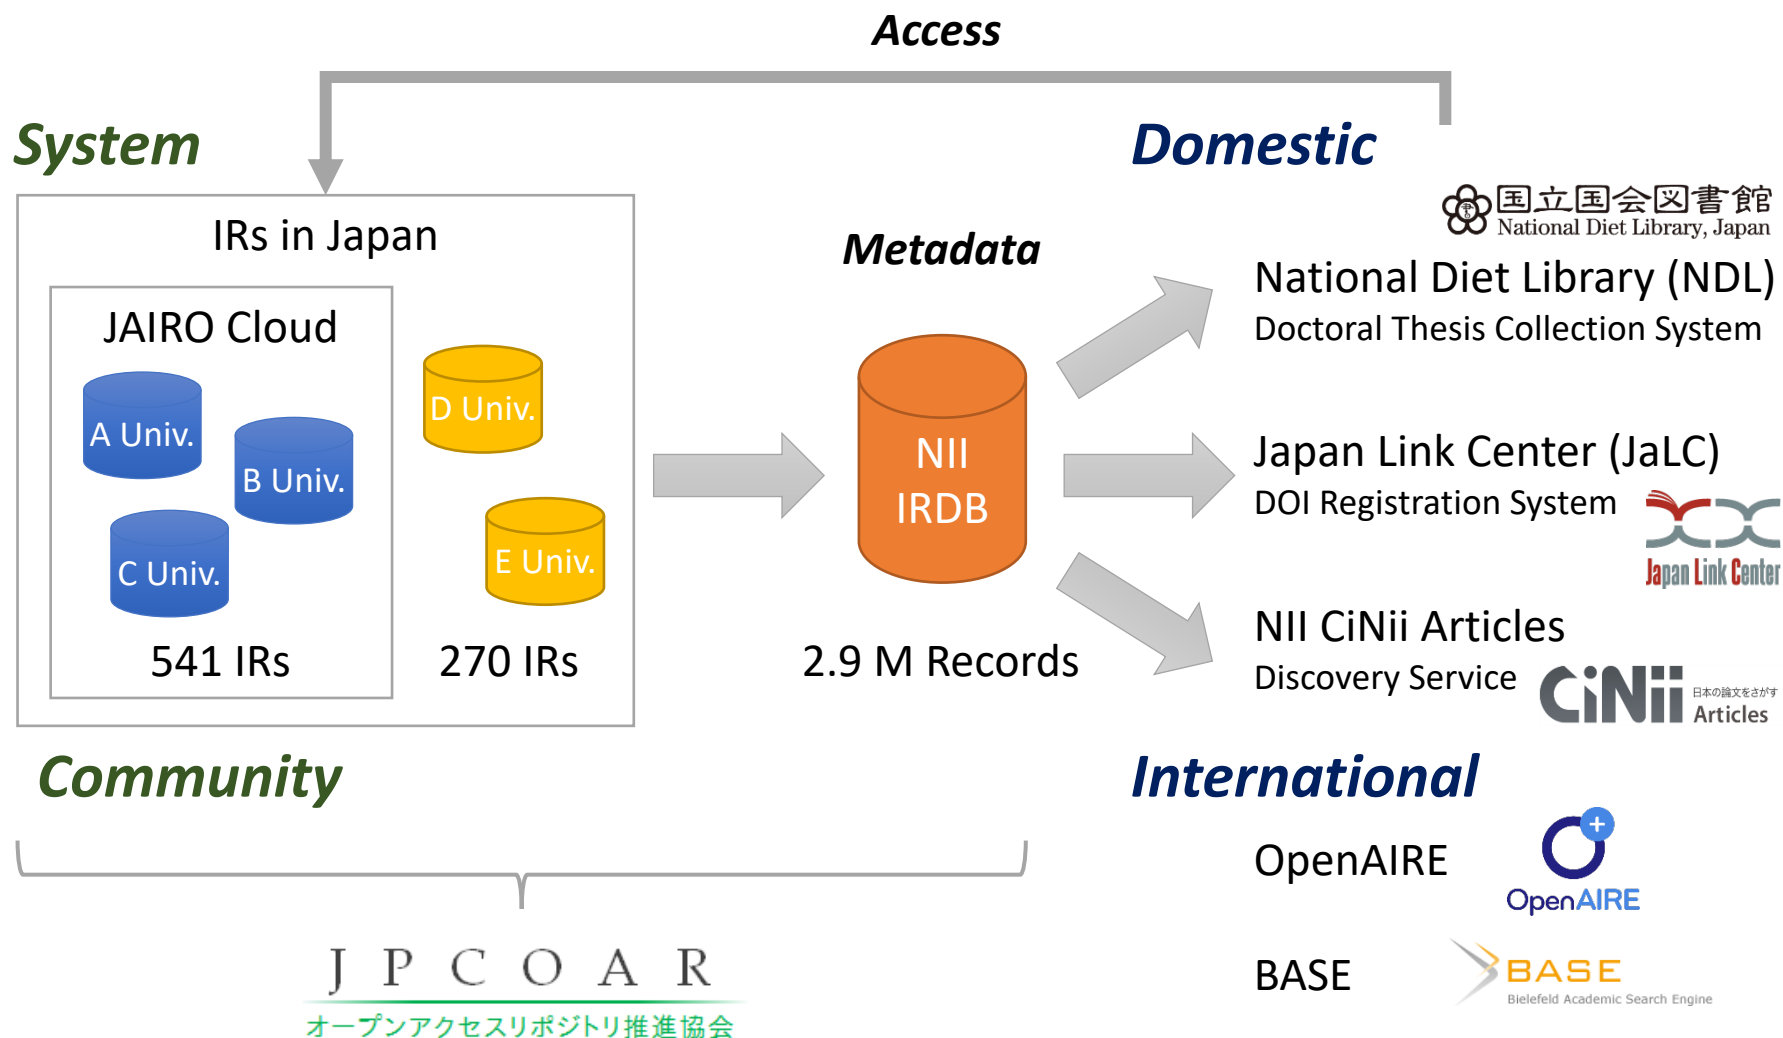 Access
System
IRs in Japan
JAIRO Cloud
A Univ.
B Univ.
C Univ.
541 IRs
D Univ.
E Univ.
270 IRs
Metadata
NII
IRDB
2.9 M Records
Domestic
国立国会図書館
National Diet Library, Japan
National Diet Library (NDL)
Doctoral Thesis Collection System
Japan Link Center (JaLC)
DOI Registration System
Japan Link Center
NII CiNii Articles
Discovery Service
CiNii
日本の論文をさがす
Articles
Community
JPCOAR
オープンアクセスリポジトリ推進協会
International
OpenAIRE
OpenAIRE
BASE
BASE
Bielefeld Academic Search Engine